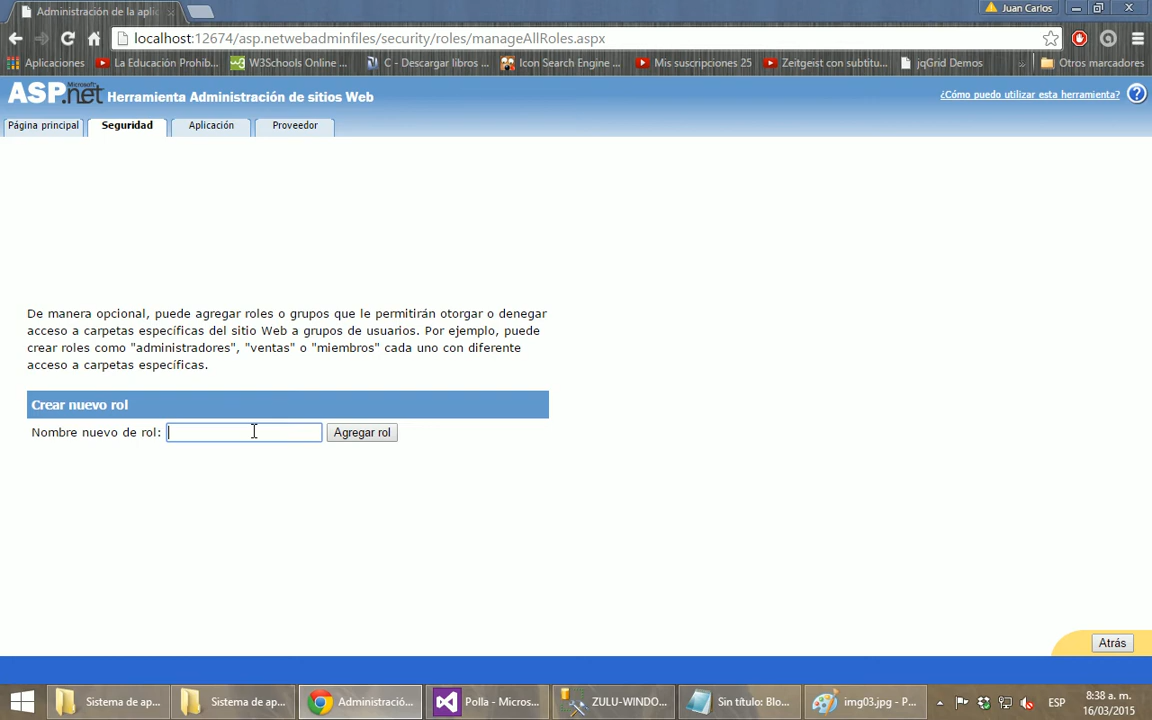 Administración de la aplic
Juan Carlos
localhost:12674/asp.netwebadminfiles/security/roles/manageAllRoles.aspx
Aplicaciones
La Educación Prohib...
W3Schools Online ...
C - Descargar libros ...
Icon Search Engine ...
Mis suscripciones 25
Zeitgeist con subtitu...
jqGrid Demos
»
Otros marcadores
Microsoft
ASP.net Herramienta Administración de sitios Web
¿Cómo puedo utilizar esta herramienta? ?
Página principal
Seguridad
Aplicación
Proveedor
De manera opcional, puede agregar roles o grupos que le permitirán otorgar o denegar
acceso a carpetas específicas del sitio Web a grupos de usuarios. Por ejemplo, puede
crear roles como "administradores", "ventas" o "miembros" cada uno con diferente
acceso a carpetas específicas.
Crear nuevo rol
Nombre nuevo de rol:
Agregar rol
Atrás
Sistema de ap...
Sistema de ap...
Administració...
Polla - Micros...
ZULU-WINDO...
Sin título: Blo...
img03.jpg - P...
ESP
8:38 a. m.
16/03/2015